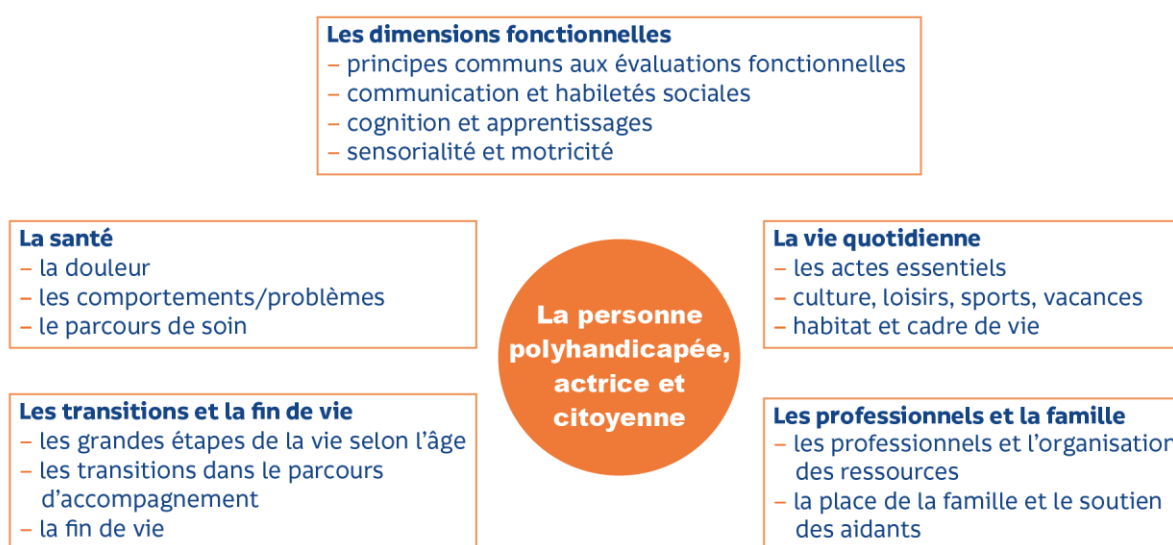 Les dimensions fonctionnelles
– principes communs aux évaluations fonctionnelles
– communication et habiletés sociales
– cognition et apprentissages
– sensorialité et motricité
La santé
– la douleur
– les comportements/problèmes
– le parcours de soin
La personne
polyhandicapée,
actrice et
citoyenne
La vie quotidienne
– les actes essentiels
– culture, loisirs, sports, vacances
– habitat et cadre de vie
Les transitions et la fin de vie
– les grandes étapes de la vie selon l’âge
– les transitions dans le parcours
d’accompagnement
– la fin de vie
Les professionnels et la famille
– les professionnels et l’organisation
des ressources
– la place de la famille et le soutien
des aidants